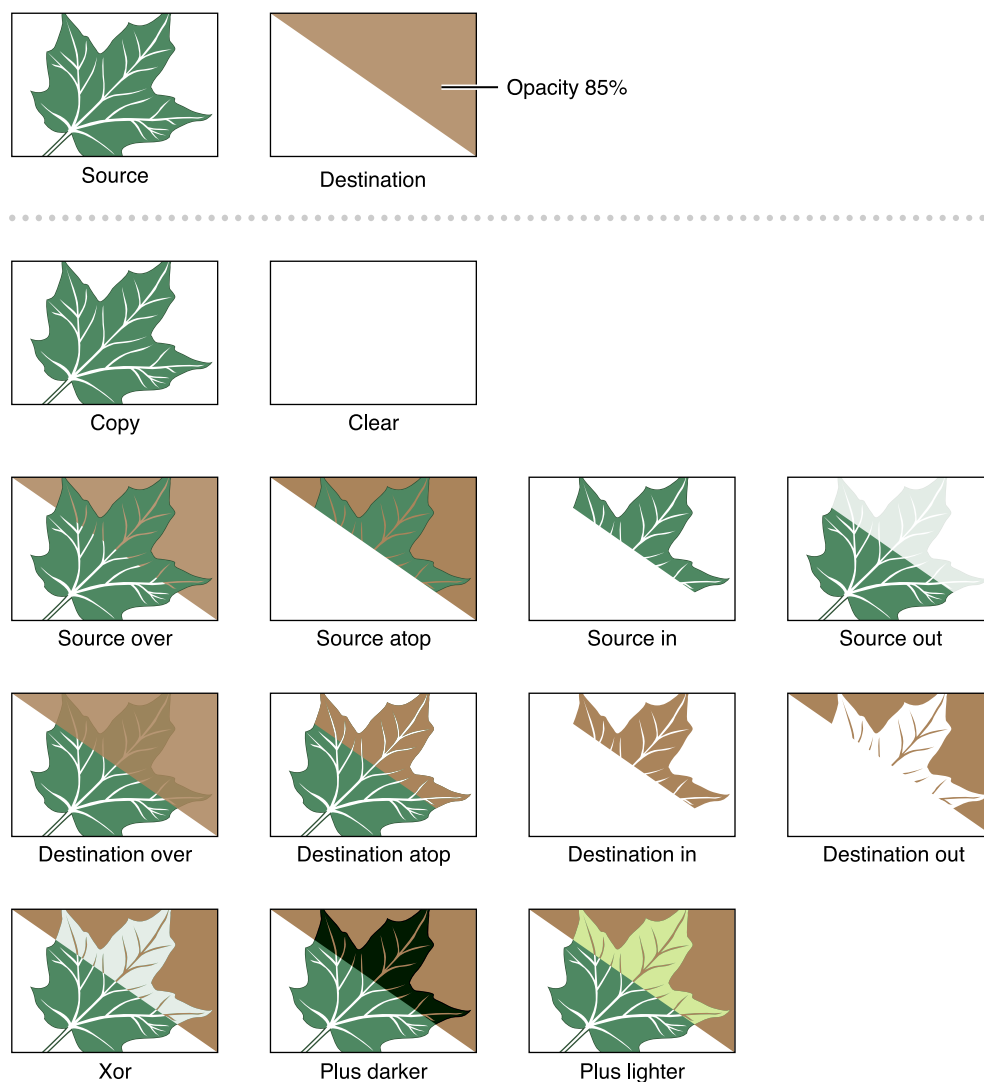 Opacity 85%
Source
Destination
Copy
Clear
Source over
Source atop
Source in
Source out
Destination over
Destination atop
Destination in
Destination out
Xor
Plus darker
Plus lighter